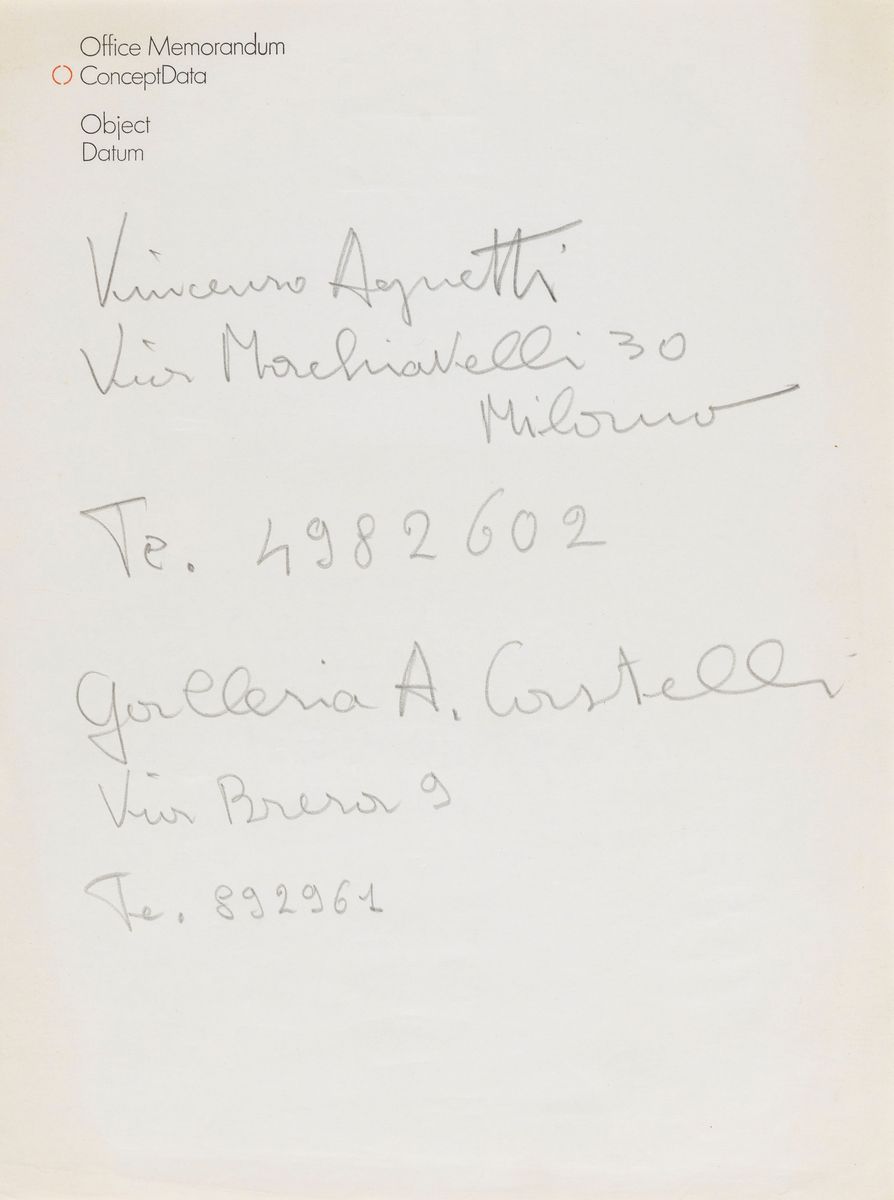 Office Memorandum
ConceptData
Object
Datum
Vincenzo Agnetti
Via Machiavelli 30
Milano
Te. 4982602
Galleria A. Castelli
Via Brera 9
Te. 892961